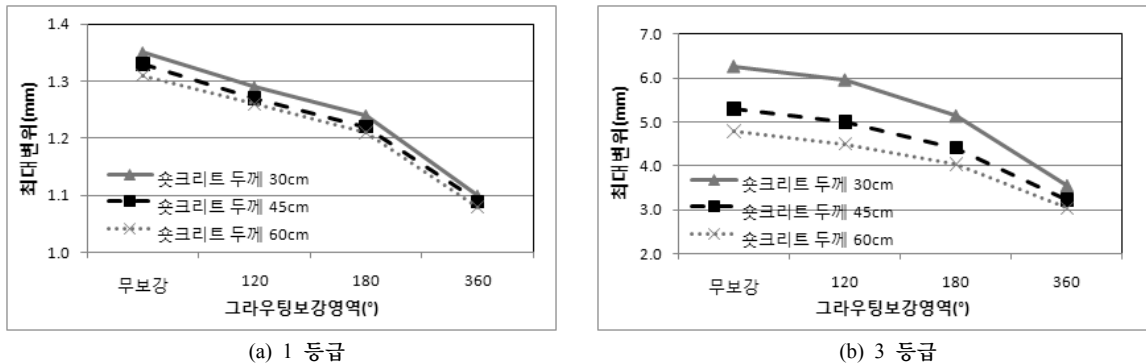 1.4
1.3
1.2
1.1
1.0
최대변위(mm)
숏크리트 두께 30cm
숏크리트 두께 45cm
숏크리트 두께 60cm
무보강 120 180 360
그라우팅보강영역(°)
(a) 1 등급
7.0
6.0
5.0
4.0
3.0
2.0
최대변위(mm)
숏크리트 두께 30cm
숏크리트 두께 45cm
숏크리트 두께 60cm
무보강 120 180 360
그라우팅보강영역(°)
(b) 3 등급